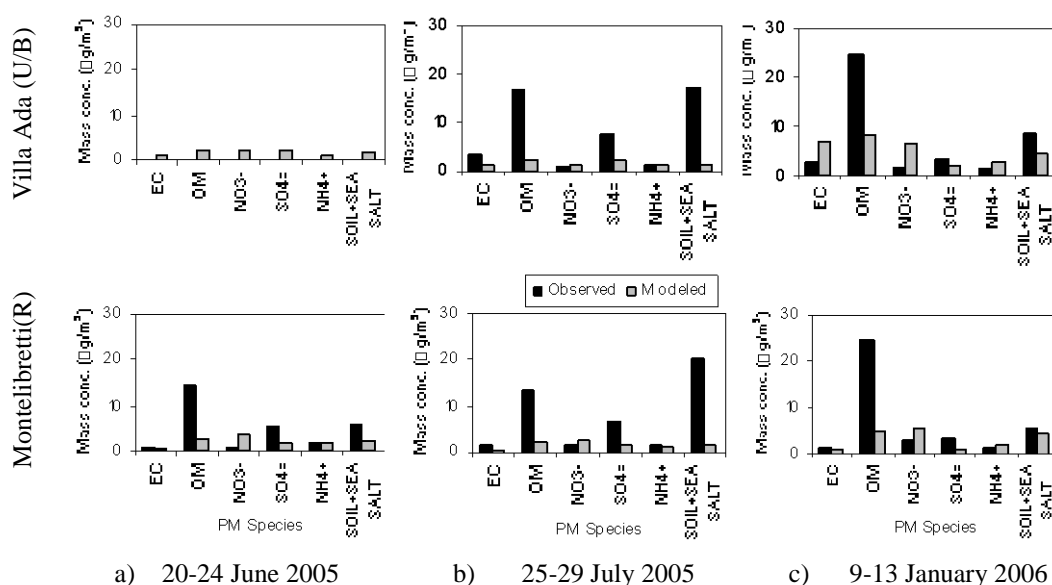 Villa Ada (U/B)
Mass conc. (□g/m³)
30
20
10
0
EC
OM
NO3-
SO4=
NH4+
SOIL+SEA
SALT
Mass conc. (□g/m³)
30
20
10
0
EC
OM
NO3-
SO4=
NH4+
SOIL+SEA
SALT
Mass conc. (□g/m³)
30
20
10
0
EC
OM
NO3-
SO4=
NH4+
SOIL+SEA
SALT
Observed Modeled
Montelibretti(R
Mass conc. (□g/m³)
30
20
10
0
EC
OM
NO3-
SO4=
NH4+
SOIL+SEA
SALT
PM Species
Mass conc. (□g/m³)
30
20
10
0
EC
OM
NO3-
SO4=
NH4+
SOIL+SEA
SALT
PM Species
Mass conc. (□g/m³)
30
20
10
0
EC
OM
NO3-
SO4=
NH4+
SOIL+SEA
SALT
PM Species
a) 20-24 June 2005
b) 25-29 July 2005
c) 9-13 January 2006